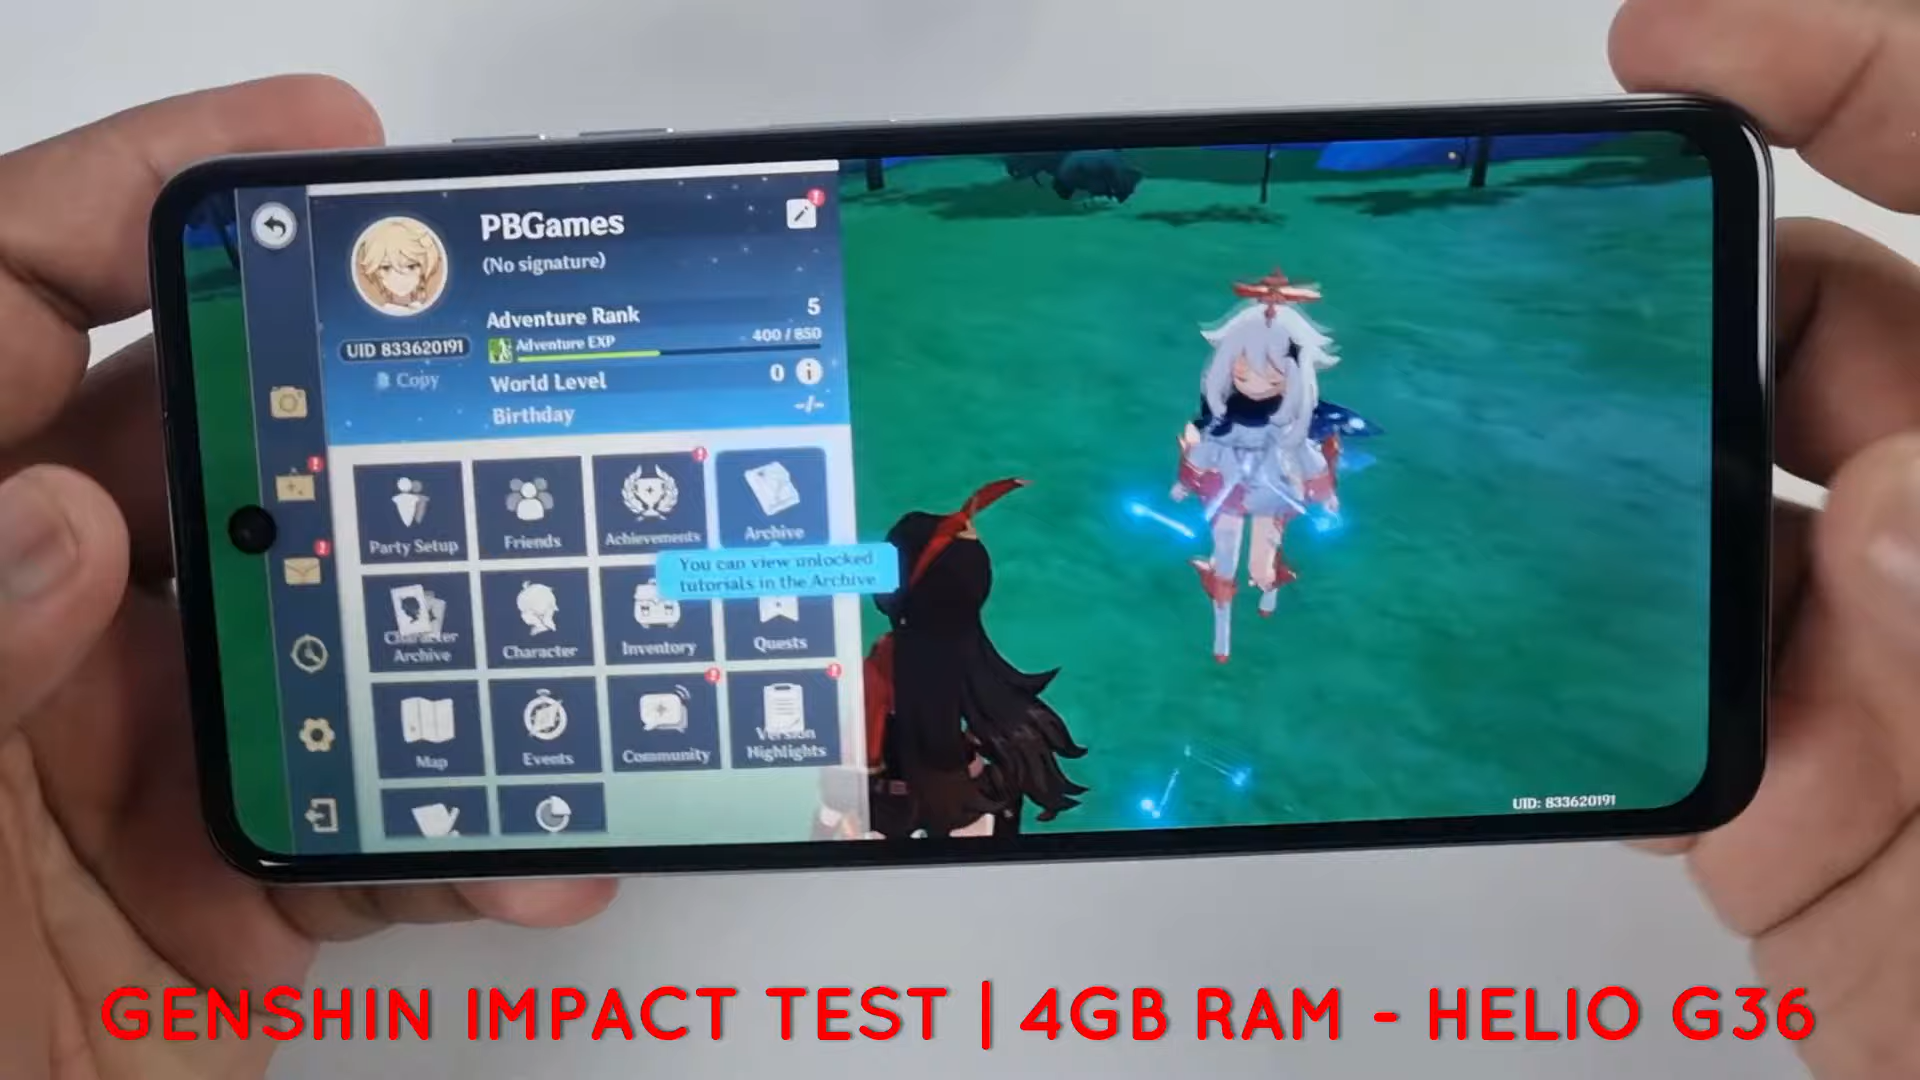 PBGames
(No signature)
Adventure Rank 5
Adventure EXP 400 / 850
UID 833620191
Copy
World Level 0
Birthday --/--
Party Setup
Friends
Achievements
Archive
You can view unlocked
tutorials in the Archive
Character
Archive
Character
Inventory
Quests
Map
Events
Community
Version
Highlights
UID: 833620191
GENSHIN IMPACT TEST | 4GB RAM - HELIO G36